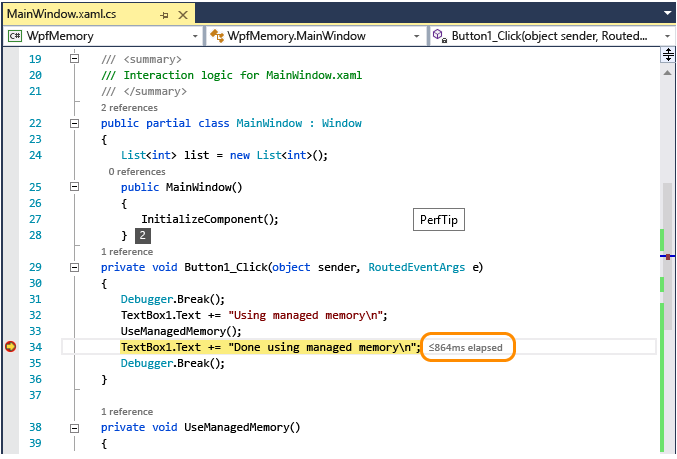 MainWindow.xaml.cs
WpfMemory WpfMemory.MainWindow Button1_Click(object sender, Routed...
19 /// <summary>
20 /// Interaction logic for MainWindow.xaml
21 /// </summary>
2 references
22 public partial class MainWindow : Window
23 {
24 List<int> list = new List<int>();
0 references
25 public MainWindow()
26 {
27 InitializeComponent();
PerfTip
28 } 2
1 reference
29 private void Button1_Click(object sender, RoutedEventArgs e)
30 {
31 Debugger.Break();
32 TextBox1.Text += "Using managed memory\n";
33 UseManagedMemory();
34 TextBox1.Text += "Done using managed memory\n"; ≤864ms elapsed
35 Debugger.Break();
36 }
37
1 reference
38 private void UseManagedMemory()
39 {